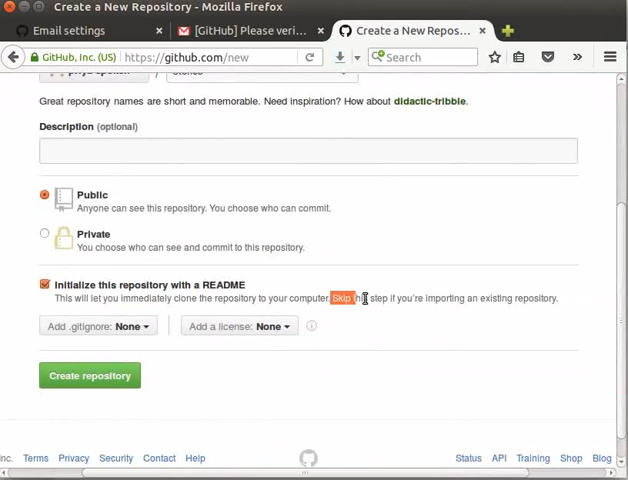 Create a New Repository - Mozilla Firefox
Email settings
[GitHub] Please veri...
Create a New Repos...
GitHub, Inc. (US)
https://github.com/new
Search
Great repository names are short and memorable. Need inspiration? How about didactic-tribble.
Description (optional)
Public
Anyone can see this repository. You choose who can commit.
Private
You choose who can see and commit to this repository.
Initialize this repository with a README
This will let you immediately clone the repository to your computer. Skip this step if you're importing an existing repository.
Add .gitignore: None
Add a license: None
Create repository
Inc. Terms Privacy Security Contact Help Status API Training Shop Blog